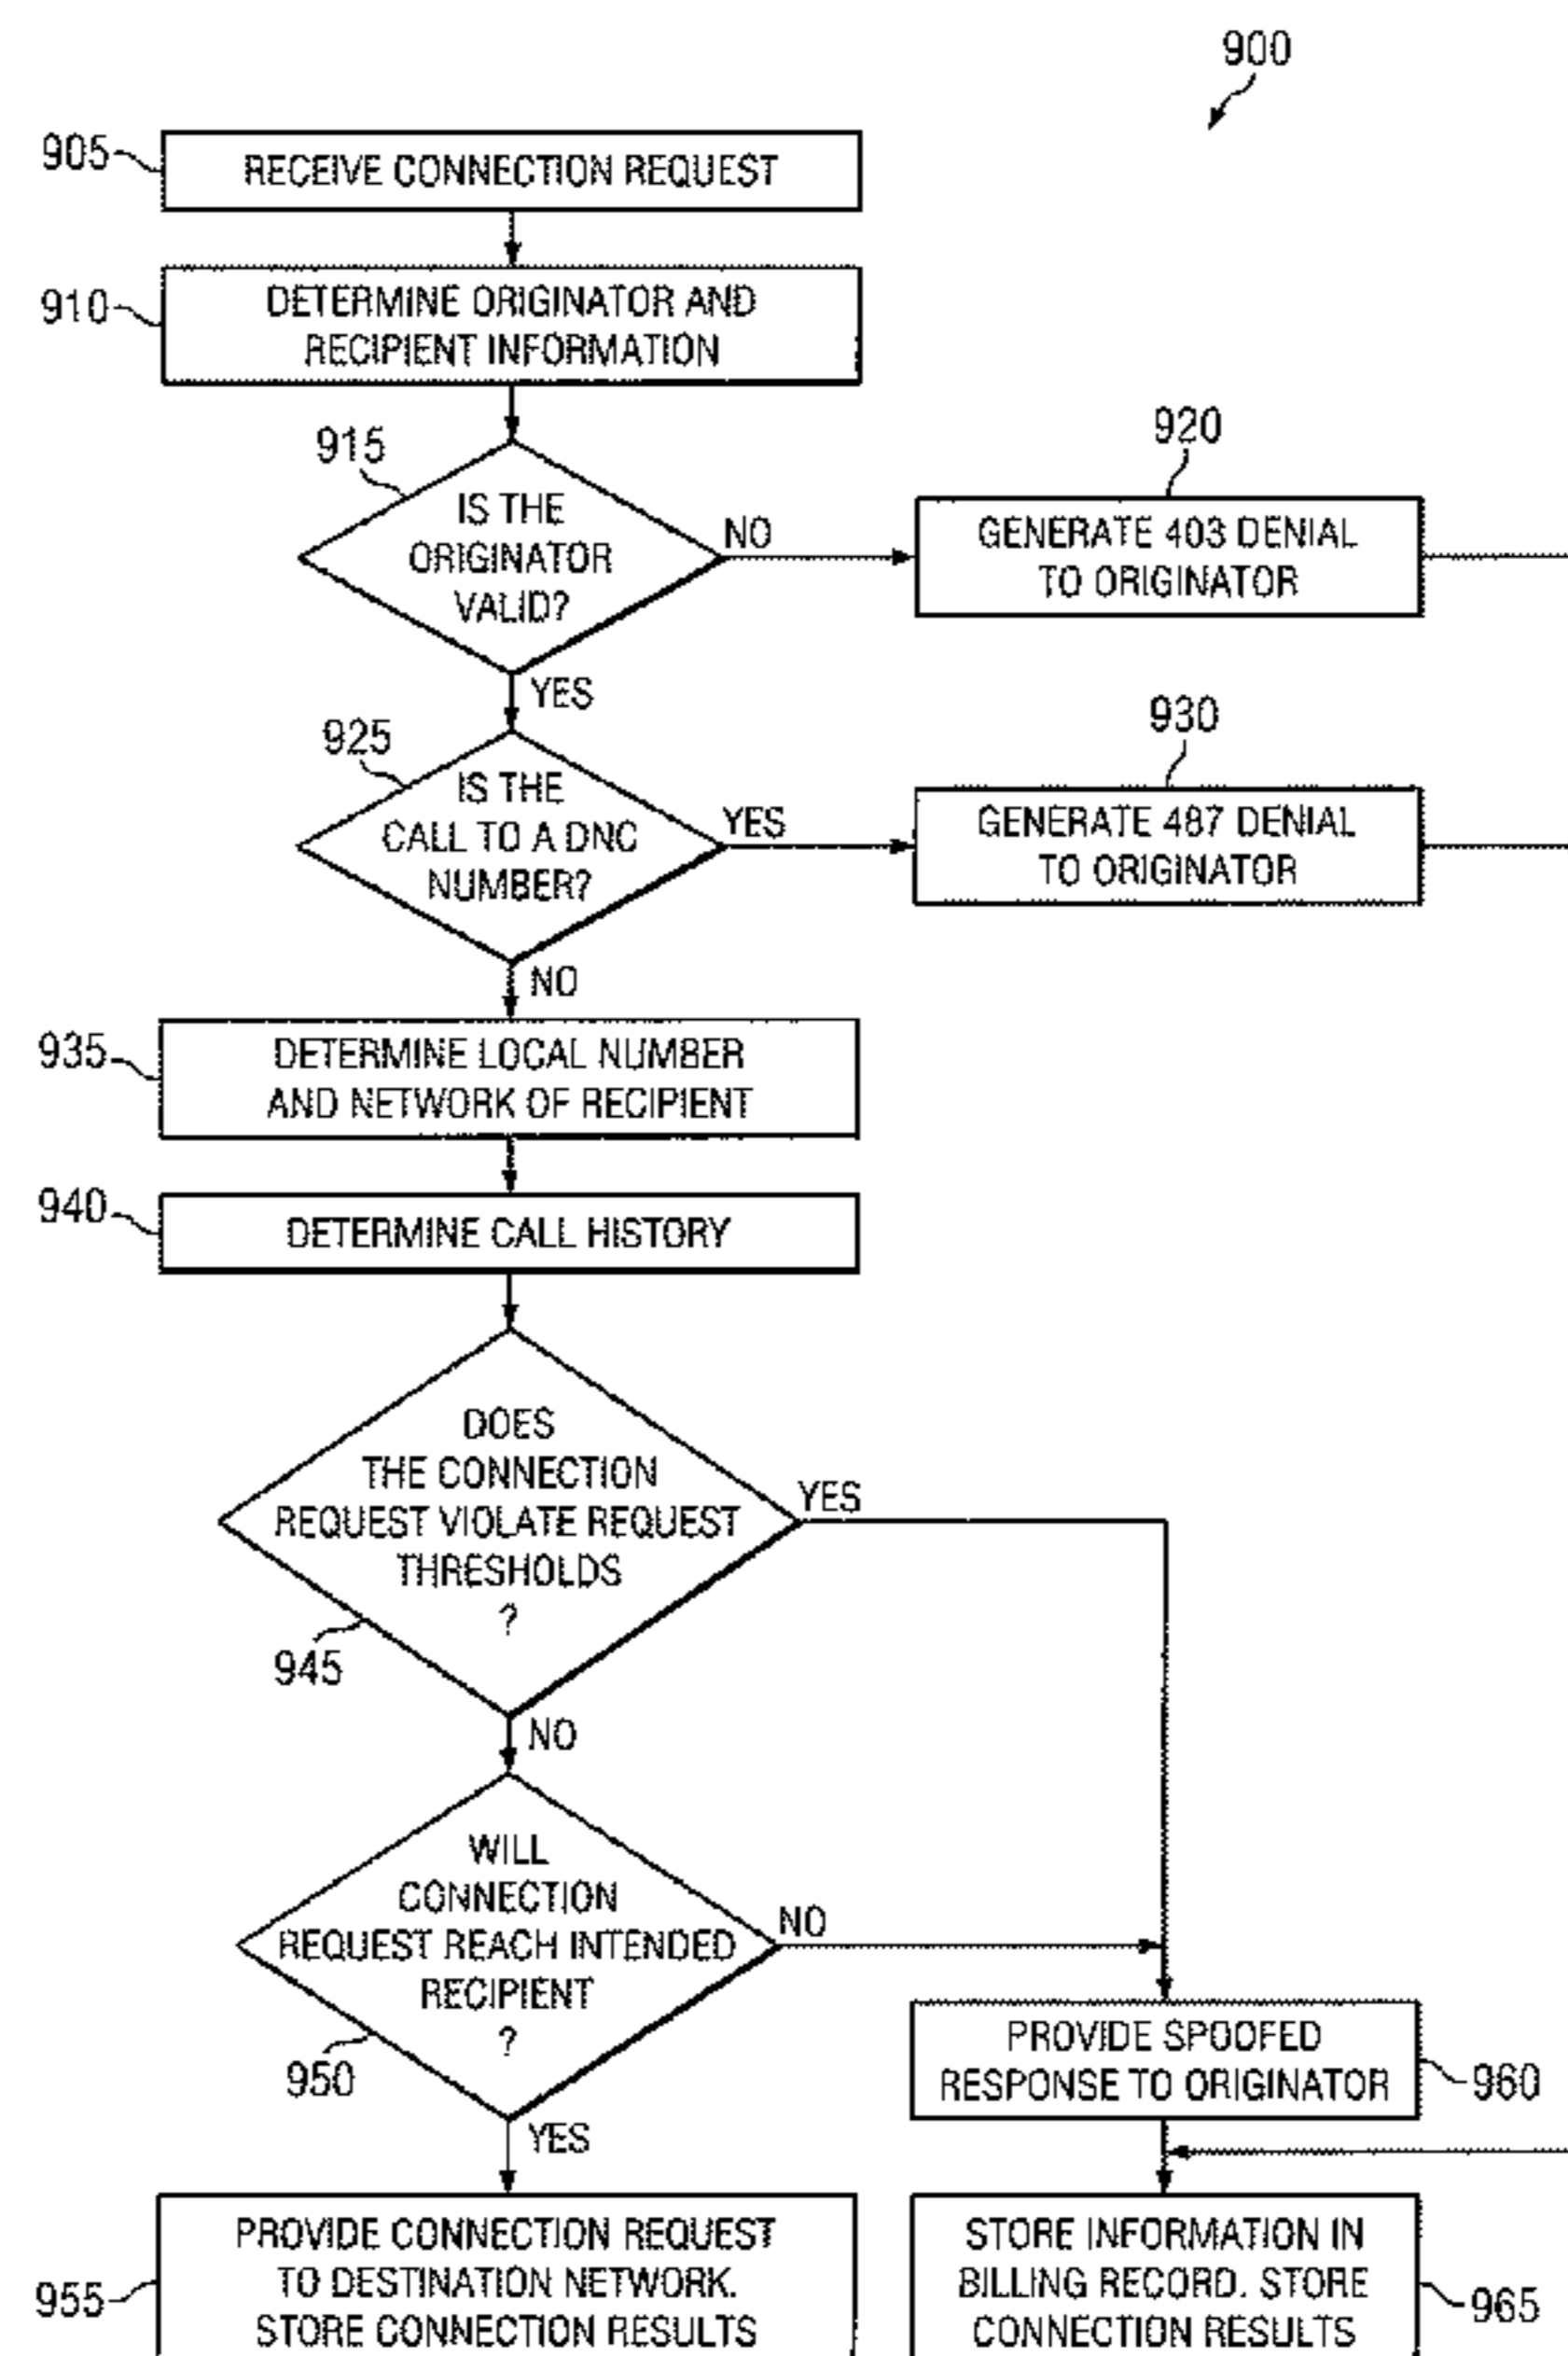 900
905
RECEIVE CONNECTION REQUEST
910
DETERMINE ORIGINATOR AND
RECIPIENT INFORMATION
915
IS THE
ORIGINATOR
VALID?
NO
920
GENERATE 403 DENIAL
TO ORIGINATOR
YES
925
IS THE
CALL TO A DNC
NUMBER?
YES
930
GENERATE 487 DENIAL
TO ORIGINATOR
NO
935
DETERMINE LOCAL NUMBER
AND NETWORK OF RECIPIENT
940
DETERMINE CALL HISTORY
DOES
THE CONNECTION
REQUEST VIOLATE REQUEST
THRESHOLDS
?
945
YES
NO
WILL
CONNECTION
REQUEST REACH INTENDED
RECIPIENT
?
950
NO
PROVIDE SPOOFED
RESPONSE TO ORIGINATOR
960
YES
955
PROVIDE CONNECTION REQUEST
TO DESTINATION NETWORK.
STORE CONNECTION RESULTS
STORE INFORMATION IN
BILLING RECORD. STORE
CONNECTION RESULTS
965